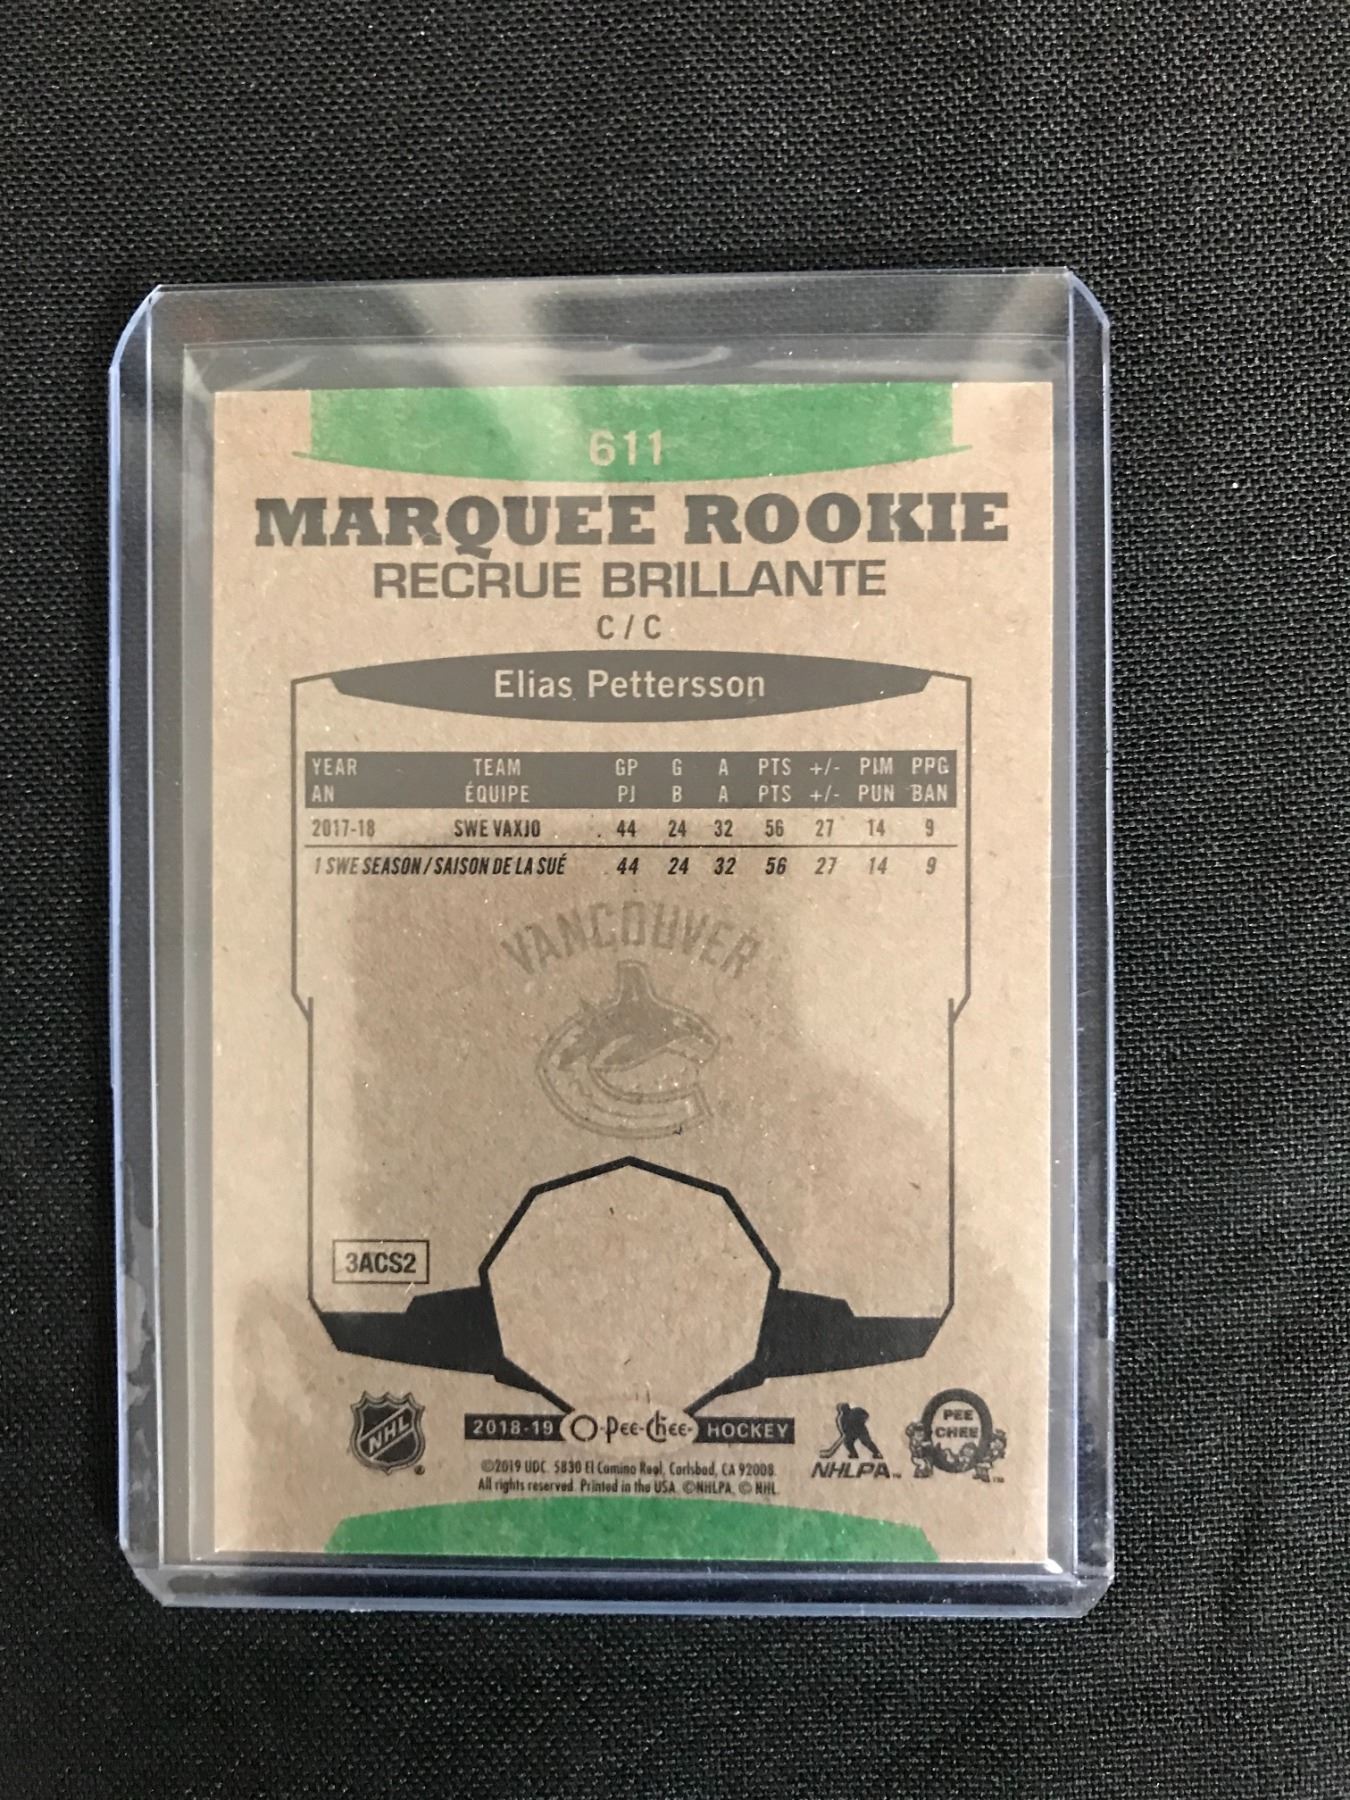 611
MARQUEE ROOKIE
RECRUE BRILLANTE
C / C
Elias Pettersson
YEAR TEAM GP G A PTS +/- PIM PPG
AN ÉQUIPE PJ B A PTS +/- PUN BAN
2017-18 SWE VAXJO 44 24 32 56 27 14 9
1 SWE SEASON / SAISON DE LA SUÉ 44 24 32 56 27 14 9
VANCOUVER
3ACS2
NHL
2018-19 O-Pee-Chee- HOCKEY
NHLPA™
PEE CHEE
©2019 UDC. 5830 El Camino Real, Carlsbad, CA 92008.
All rights reserved. Printed in the USA. ©NHLPA. © NHL.